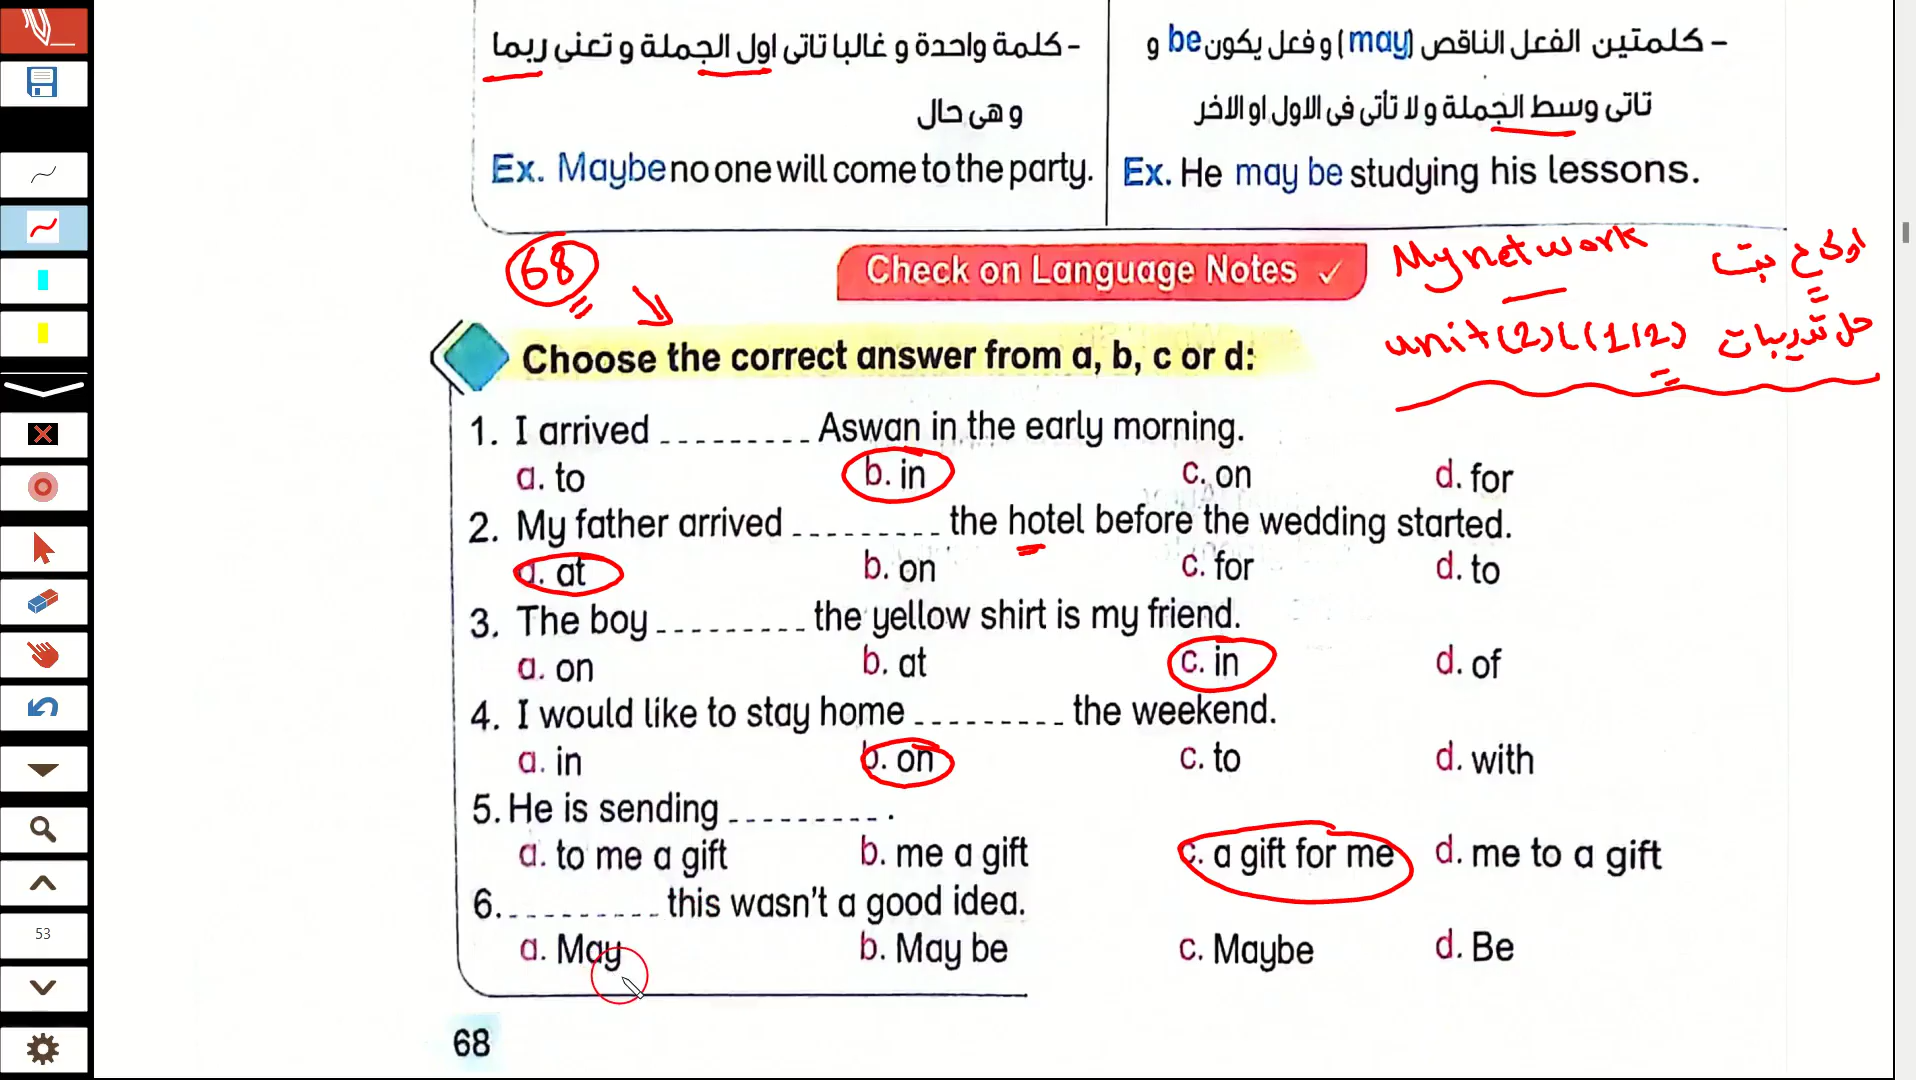 - كلمة واحدة و غالبا تاتى اول الجملة و تعنى ربما
و هى حال
Ex. Maybe no one will come to the party.
- كلمتين الفعل الناقص (may) و فعل يكون be و
تاتى وسط الجملة و لا تأتى فى الاول او الاخر
Ex. He may be studying his lessons.
68
Check on Language Notes ✓
My network
unit (2) L (1/2) حل تدريبات
Choose the correct answer from a, b, c or d:
1. I arrived _________ Aswan in the early morning.
a. to b. in c. on d. for
2. My father arrived _________ the hotel before the wedding started.
a. at b. on c. for d. to
3. The boy _________ the yellow shirt is my friend.
a. on b. at c. in d. of
4. I would like to stay home _________ the weekend.
a. in b. on c. to d. with
5. He is sending _________ .
a. to me a gift b. me a gift c. a gift for me d. me to a gift
6. _________ this wasn't a good idea.
a. May b. May be c. Maybe d. Be
68
53